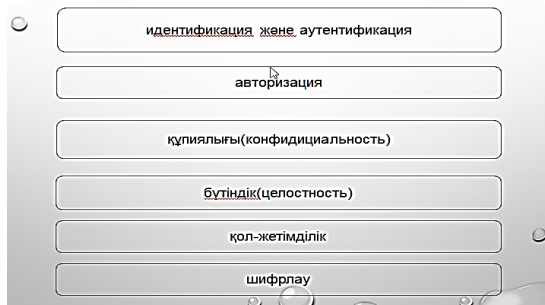 идентификация және аутентификация
авторизация
құпиялығы(конфидициальность)
бүтіндік(целостность)
қол-жетімділік
шифрлау